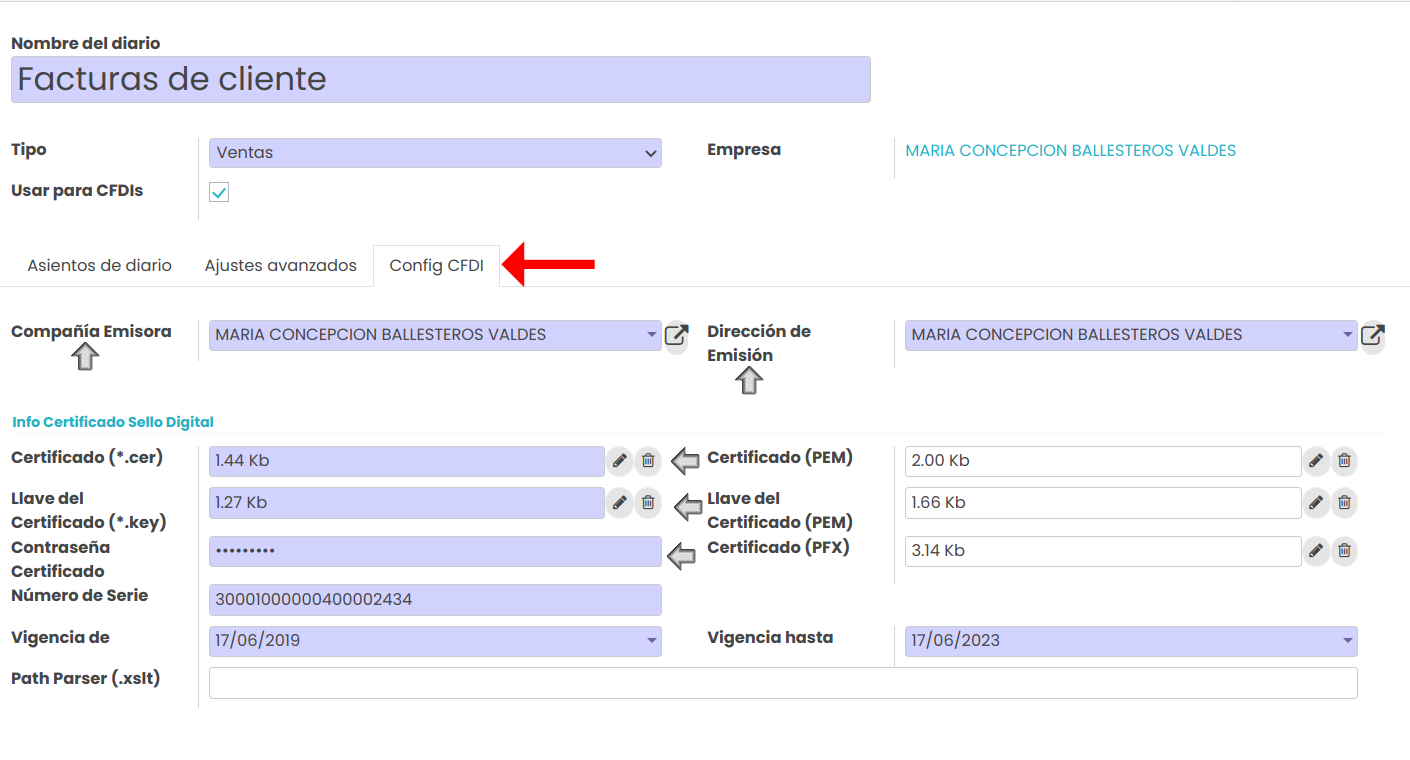 Nombre del diario
Facturas de cliente
Tipo
Ventas
Empresa
MARIA CONCEPCION BALLESTEROS VALDES
Usar para CFDIs
Asientos de diario
Ajustes avanzados
Config CFDI
Compañía Emisora
MARIA CONCEPCION BALLESTEROS VALDES
Dirección de
Emisión
MARIA CONCEPCION BALLESTEROS VALDES
Info Certificado Sello Digital
Certificado (*.cer)
1.44 Kb
Certificado (PEM)
2.00 Kb
Llave del
Certificado (*.key)
1.27 Kb
Llave del
Certificado (PEM)
1.66 Kb
Contraseña
Certificado
•••••••••
Certificado (PFX)
3.14 Kb
Número de Serie
30001000000400002434
Vigencia de
17/06/2019
Vigencia hasta
17/06/2023
Path Parser (.xslt)